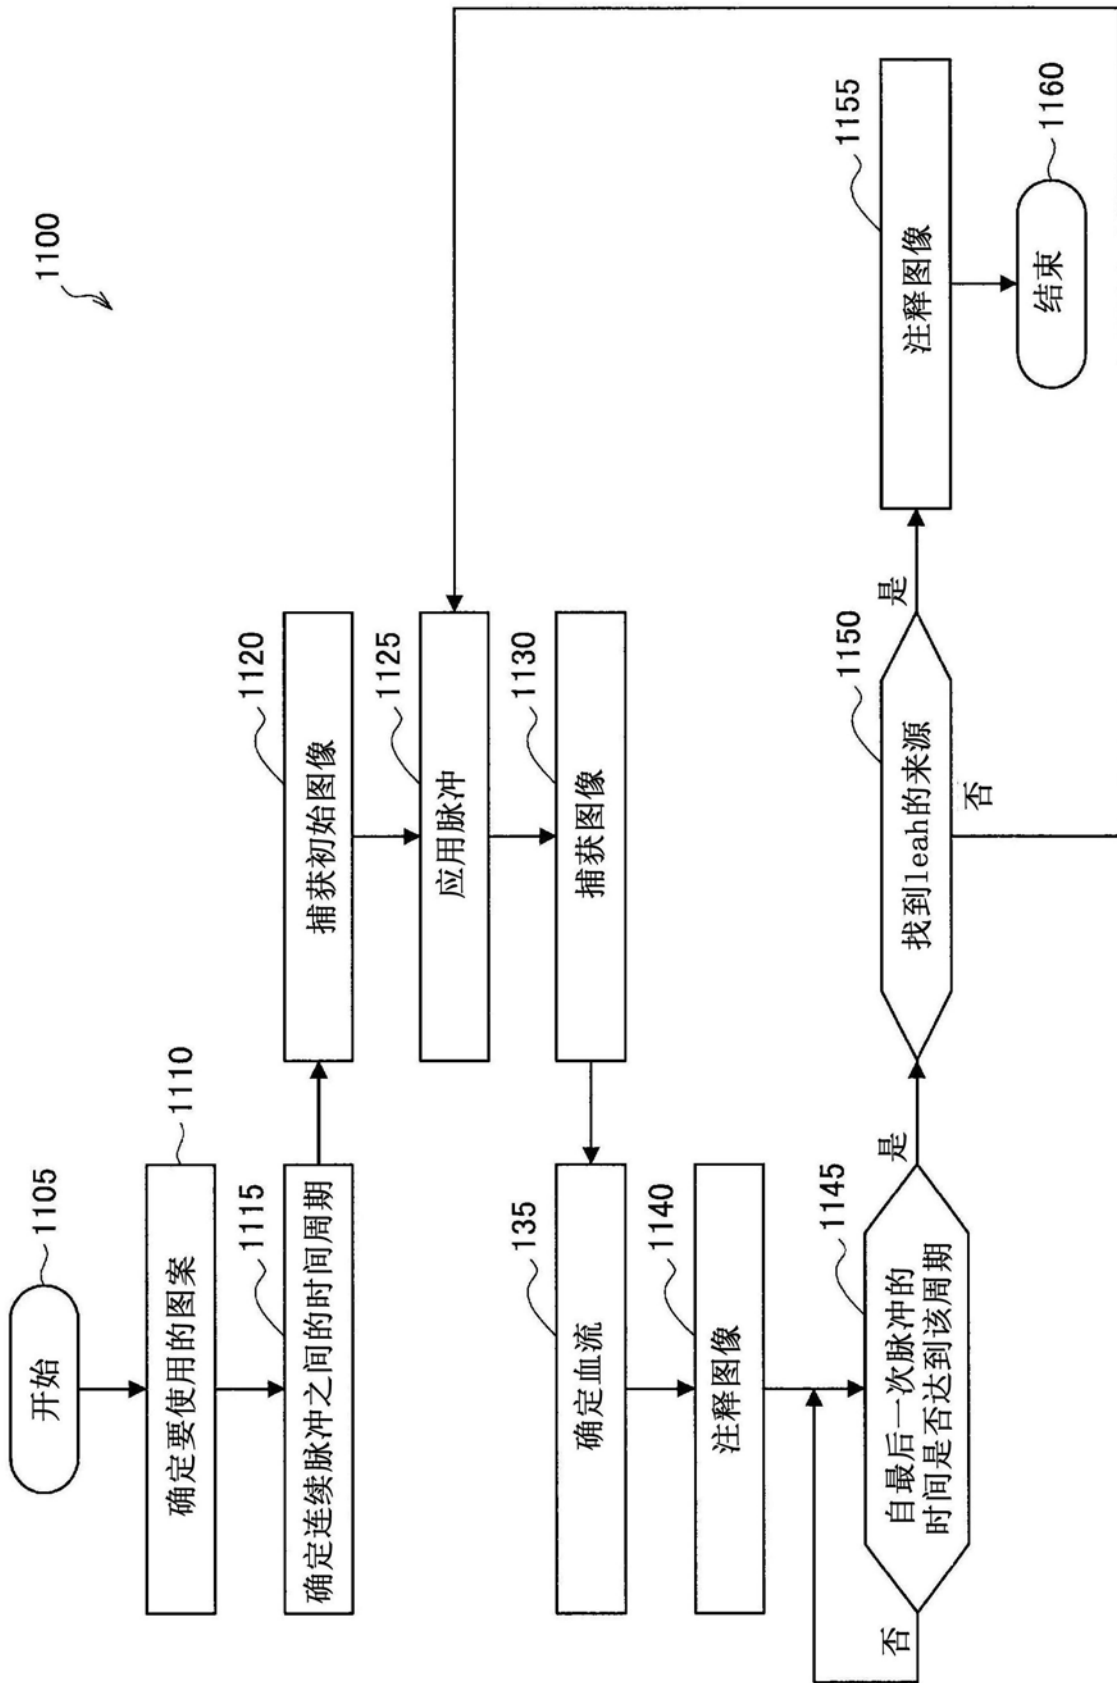 1100
开始
1105
确定要使用的图案
1110
确定连续脉冲之间的时间周期
1115
捕获初始图像
1120
应用脉冲
1125
捕获图像
1130
确定血流
135
注释图像
1140
自最后一次脉冲的
时间是否达到该周期
1145
否
是
找到leah的来源
1150
否
是
注释图像
1155
结束
1160